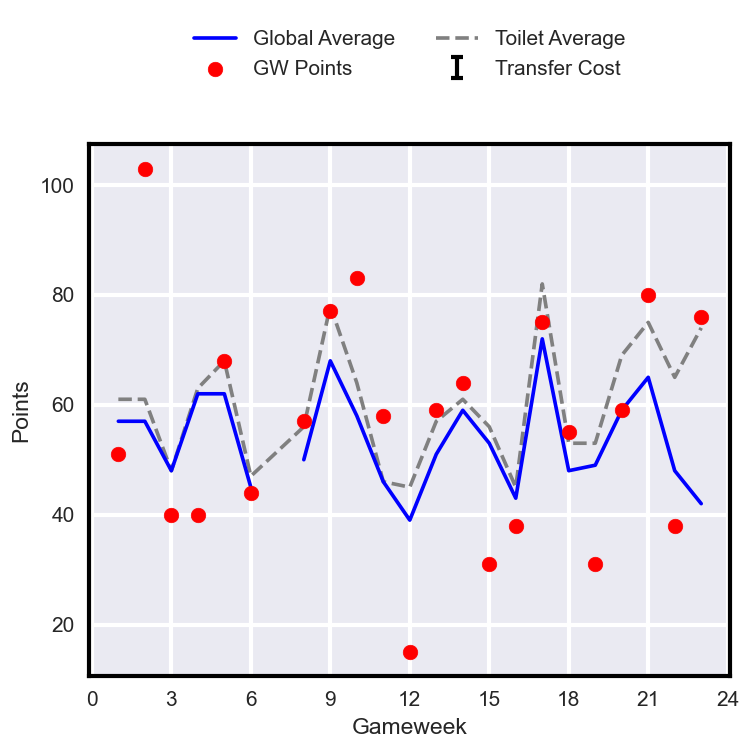 Global Average
Toilet Average
GW Points
Transfer Cost
Points
100
80
60
40
20
0
3
6
9
12
15
18
21
24
Gameweek